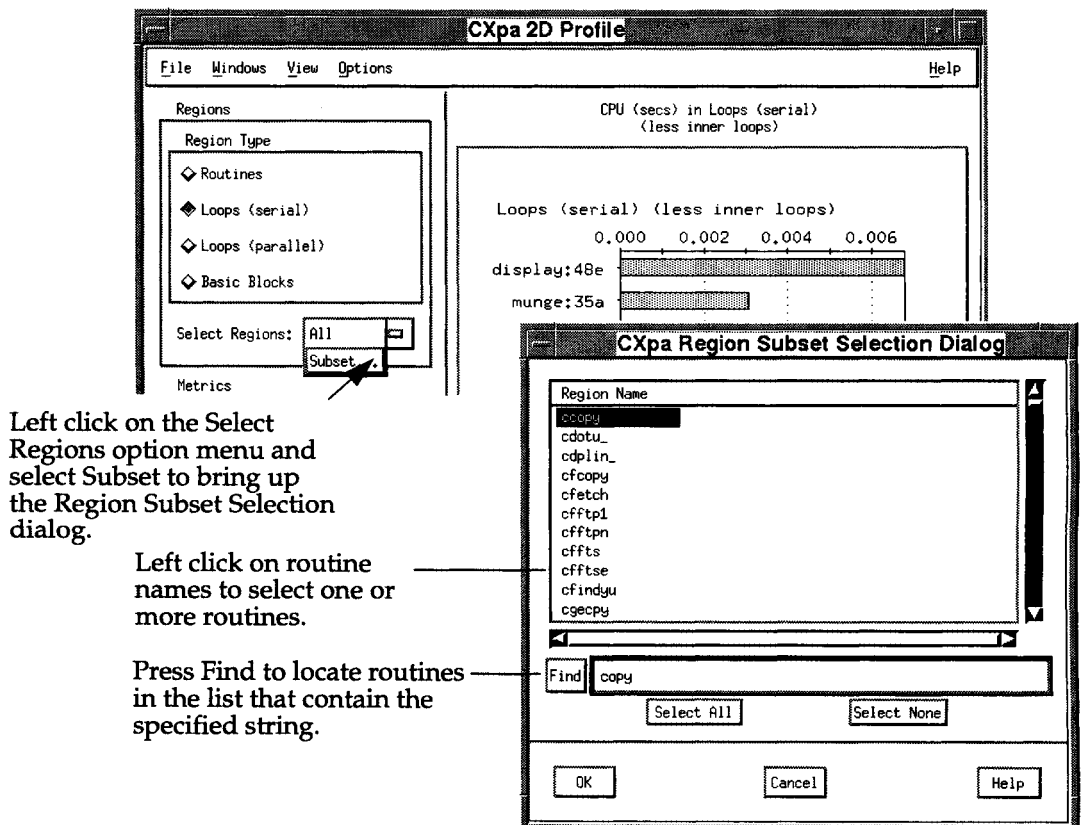 CXpa 2D Profile
File Windows View Options Help
Regions
Region Type
Routines
Loops (serial)
Loops (parallel)
Basic Blocks
Select Regions: All
Subset
Metrics
CPU (secs) in Loops (serial)
(less inner loops)
Loops (serial) (less inner loops)
0.000 0.002 0.004 0.006
display:48e
munge:35a
Left click on the Select
Regions option menu and
select Subset to bring up
the Region Subset Selection
dialog.
Left click on routine
names to select one or
more routines.
Press Find to locate routines
in the list that contain the
specified string.
CXpa Region Subset Selection Dialog
Region Name
ccopy
cdotu_
cdplin_
cfcopy
cfetch
cfftp1
cfftpn
cffts
cfftse
cfindyu
cgecpy
Find copy
Select All Select None
OK Cancel Help